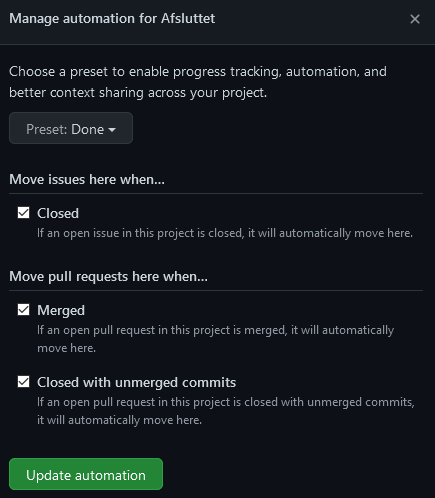 Manage automation for Afsluttet
Choose a preset to enable progress tracking, automation, and
better context sharing across your project.
Preset: Done
Move issues here when...
Closed
If an open issue in this project is closed, it will automatically move here.
Move pull requests here when...
Merged
If an open pull request in this project is merged, it will automatically
move here.
Closed with unmerged commits
If an open pull request in this project is closed with unmerged commits,
it will automatically move here.
Update automation